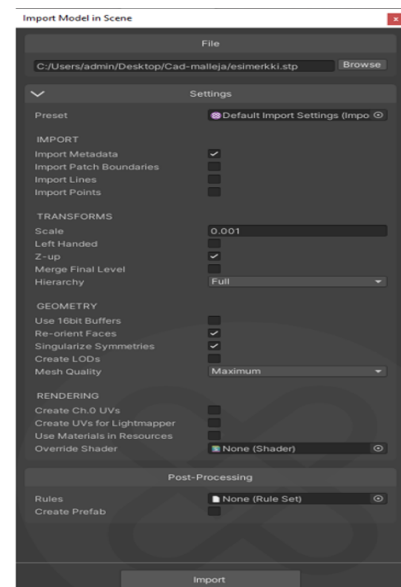 Import Model in Scene
File
C:/Users/admin/Desktop/Cad-malleja/esimerkki.stp Browse
Settings
Preset Default Import Settings (Impo
IMPORT
Import Metadata
Import Patch Boundaries
Import Lines
Import Points
TRANSFORMS
Scale 0.001
Left Handed
Z-up
Merge Final Level
Hierarchy Full
GEOMETRY
Use 16bit Buffers
Re-orient Faces
Singularize Symmetries
Create LODs
Mesh Quality Maximum
RENDERING
Create Ch.0 UVs
Create UVs for Lightmapper
Use Materials in Resources
Override Shader None (Shader)
Post-Processing
Rules None (Rule Set)
Create Prefab
Import